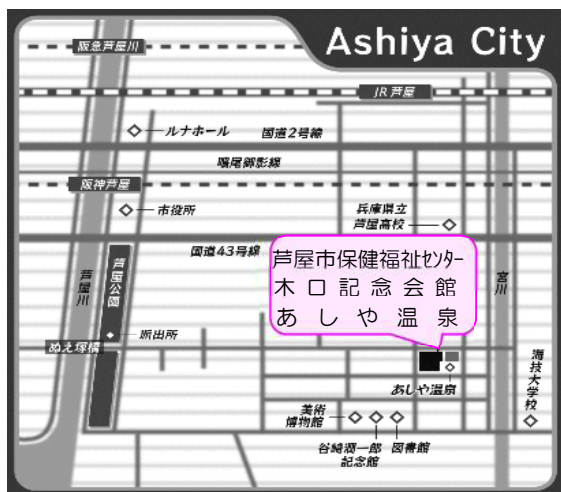 Ashiya City
阪急芦屋川
JR 芦屋
ルナホール
国道2号線
鳴尾御影線
阪神芦屋
市役所
兵庫県立
芦屋高校
国道43号線
芦屋市保健福祉センター
木口記念会館
あしや温泉
芦屋川
芦屋公園
宮川
派出所
ぬえ塚橋
あしや温泉
海技大学校
美術
博物館
谷崎潤一郎
記念館
図書館